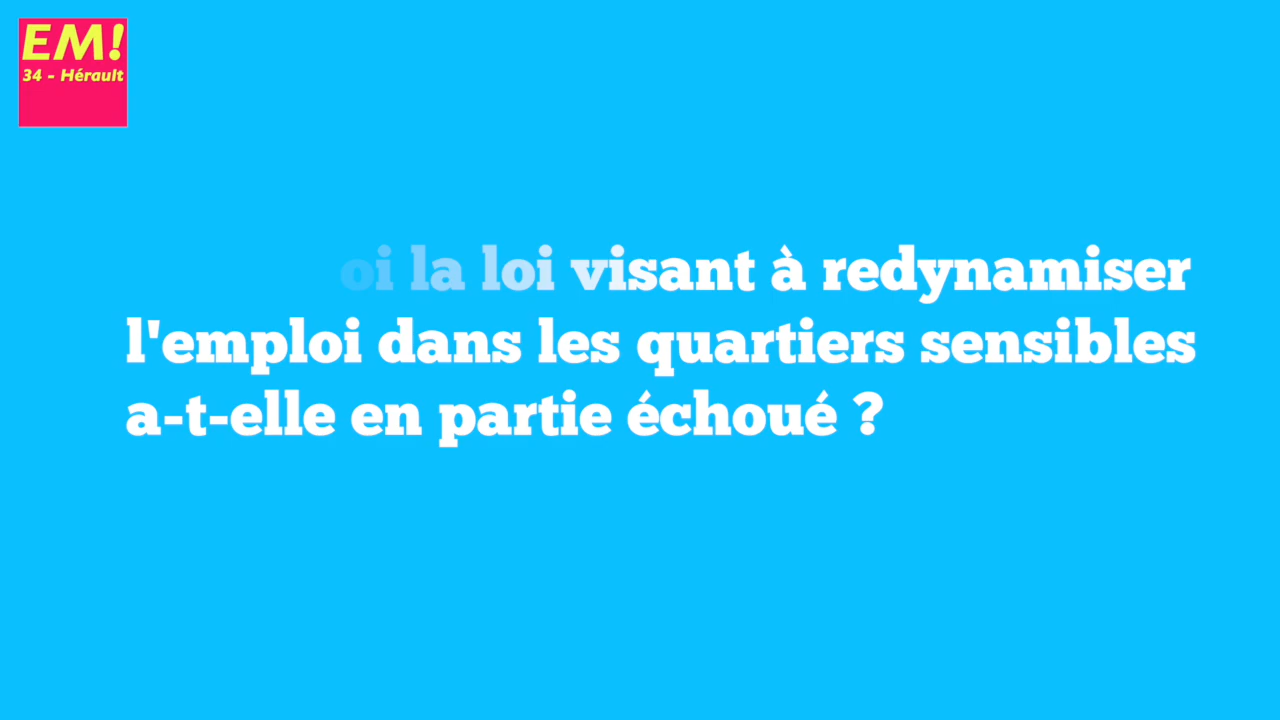 EM!
34 - Hérault
oi la loi visant à redynamiser
l'emploi dans les quartiers sensibles
a-t-elle en partie échoué ?